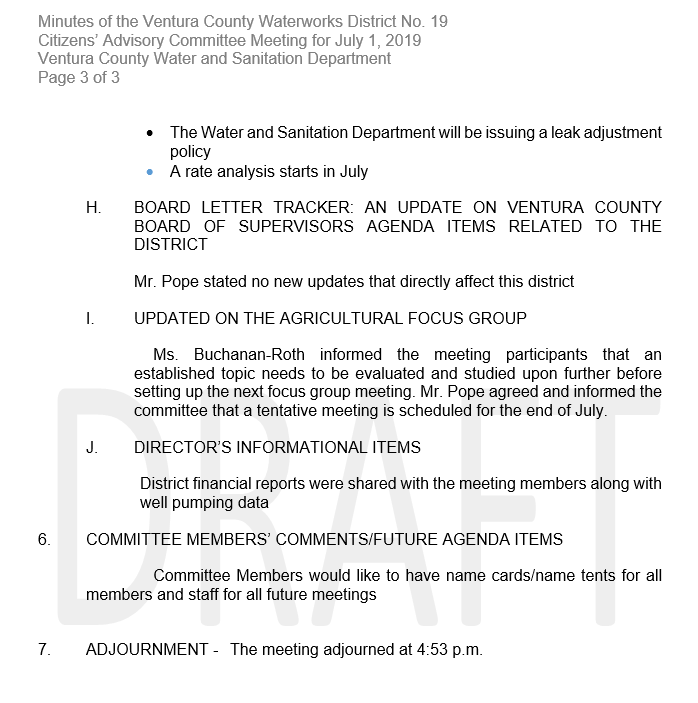 Minutes of the Ventura County Waterworks District No. 19
Citizens’ Advisory Committee Meeting for July 1, 2019
Ventura County Water and Sanitation Department
Page 3 of 3
• The Water and Sanitation Department will be issuing a leak adjustment
policy
• A rate analysis starts in July
H. BOARD LETTER TRACKER: AN UPDATE ON VENTURA COUNTY
BOARD OF SUPERVISORS AGENDA ITEMS RELATED TO THE
DISTRICT
Mr. Pope stated no new updates that directly affect this district
I. UPDATED ON THE AGRICULTURAL FOCUS GROUP
Ms. Buchanan-Roth informed the meeting participants that an
established topic needs to be evaluated and studied upon further before
setting up the next focus group meeting. Mr. Pope agreed and informed the
committee that a tentative meeting is scheduled for the end of July.
J. DIRECTOR’S INFORMATIONAL ITEMS
District financial reports were shared with the meeting members along with
well pumping data
6. COMMITTEE MEMBERS’ COMMENTS/FUTURE AGENDA ITEMS
Committee Members would like to have name cards/name tents for all
members and staff for all future meetings
7. ADJOURNMENT - The meeting adjourned at 4:53 p.m.
DRAFT